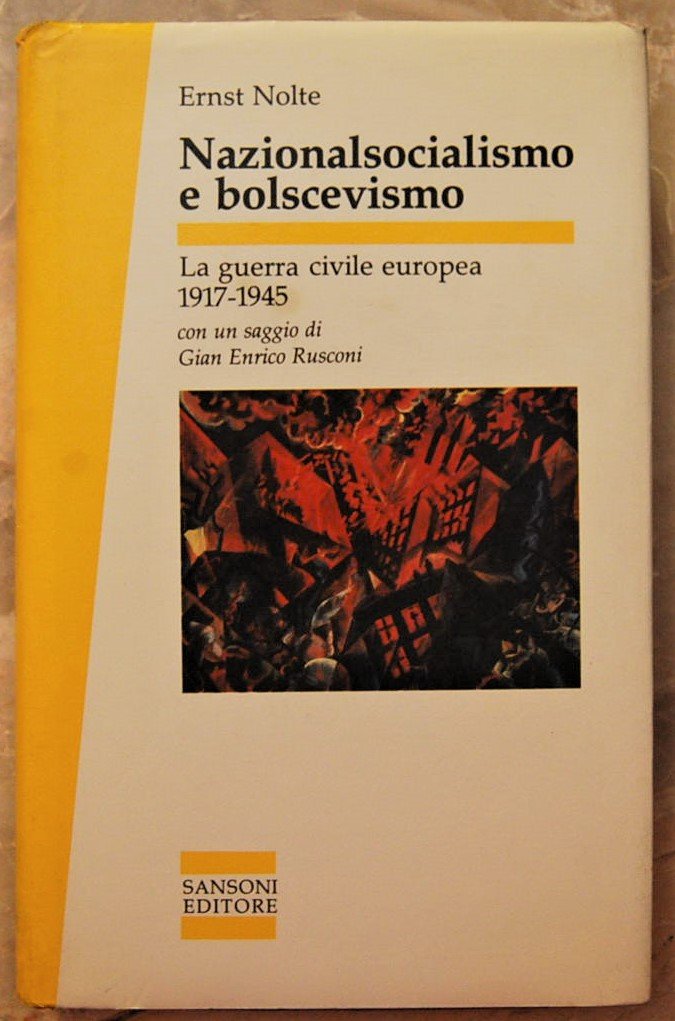 Ernst Nolte
Nazionalsocialismo
e bolscevismo
La guerra civile europea
1917-1945
con un saggio di
Gian Enrico Rusconi
SANSONI
EDITORE